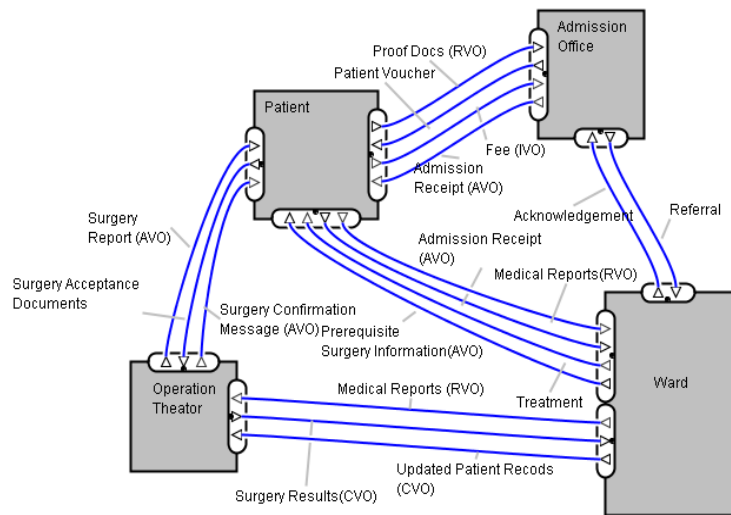 Admission
Office
Proof Docs (RVO)
Patient Voucher
Patient
Fee (IVO)
Admission
Receipt (AVO)
Acknowledgement
Referral
Surgery
Report (AVO)
Admission Receipt
(AVO)
Medical Reports(RVO)
Surgery Acceptance
Documents
Surgery Confirmation
Message (AVO)
Prerequisite
Surgery Information(AVO)
Operation
Theator
Medical Reports (RVO)
Treatment
Ward
Updated Patient Recods
(CVO)
Surgery Results(CVO)